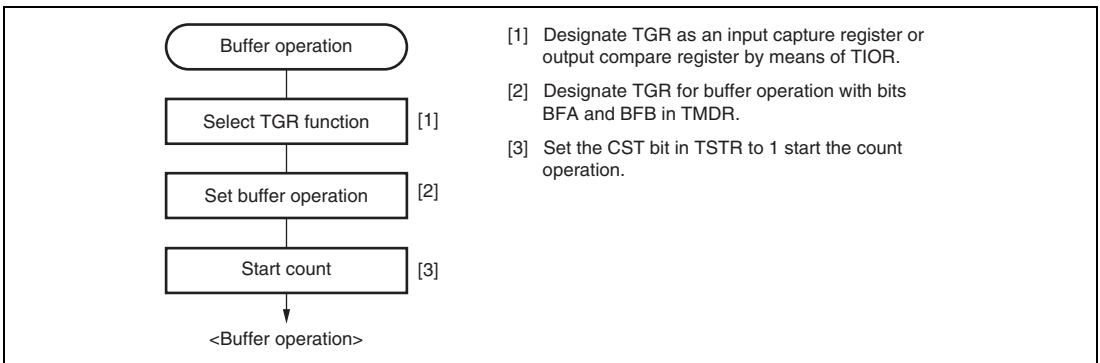 Buffer operation
Select TGR function
[1]
Set buffer operation
[2]
Start count
[3]
<Buffer operation>
[1] Designate TGR as an input capture register or
output compare register by means of TIOR.
[2] Designate TGR for buffer operation with bits
BFA and BFB in TMDR.
[3] Set the CST bit in TSTR to 1 start the count
operation.